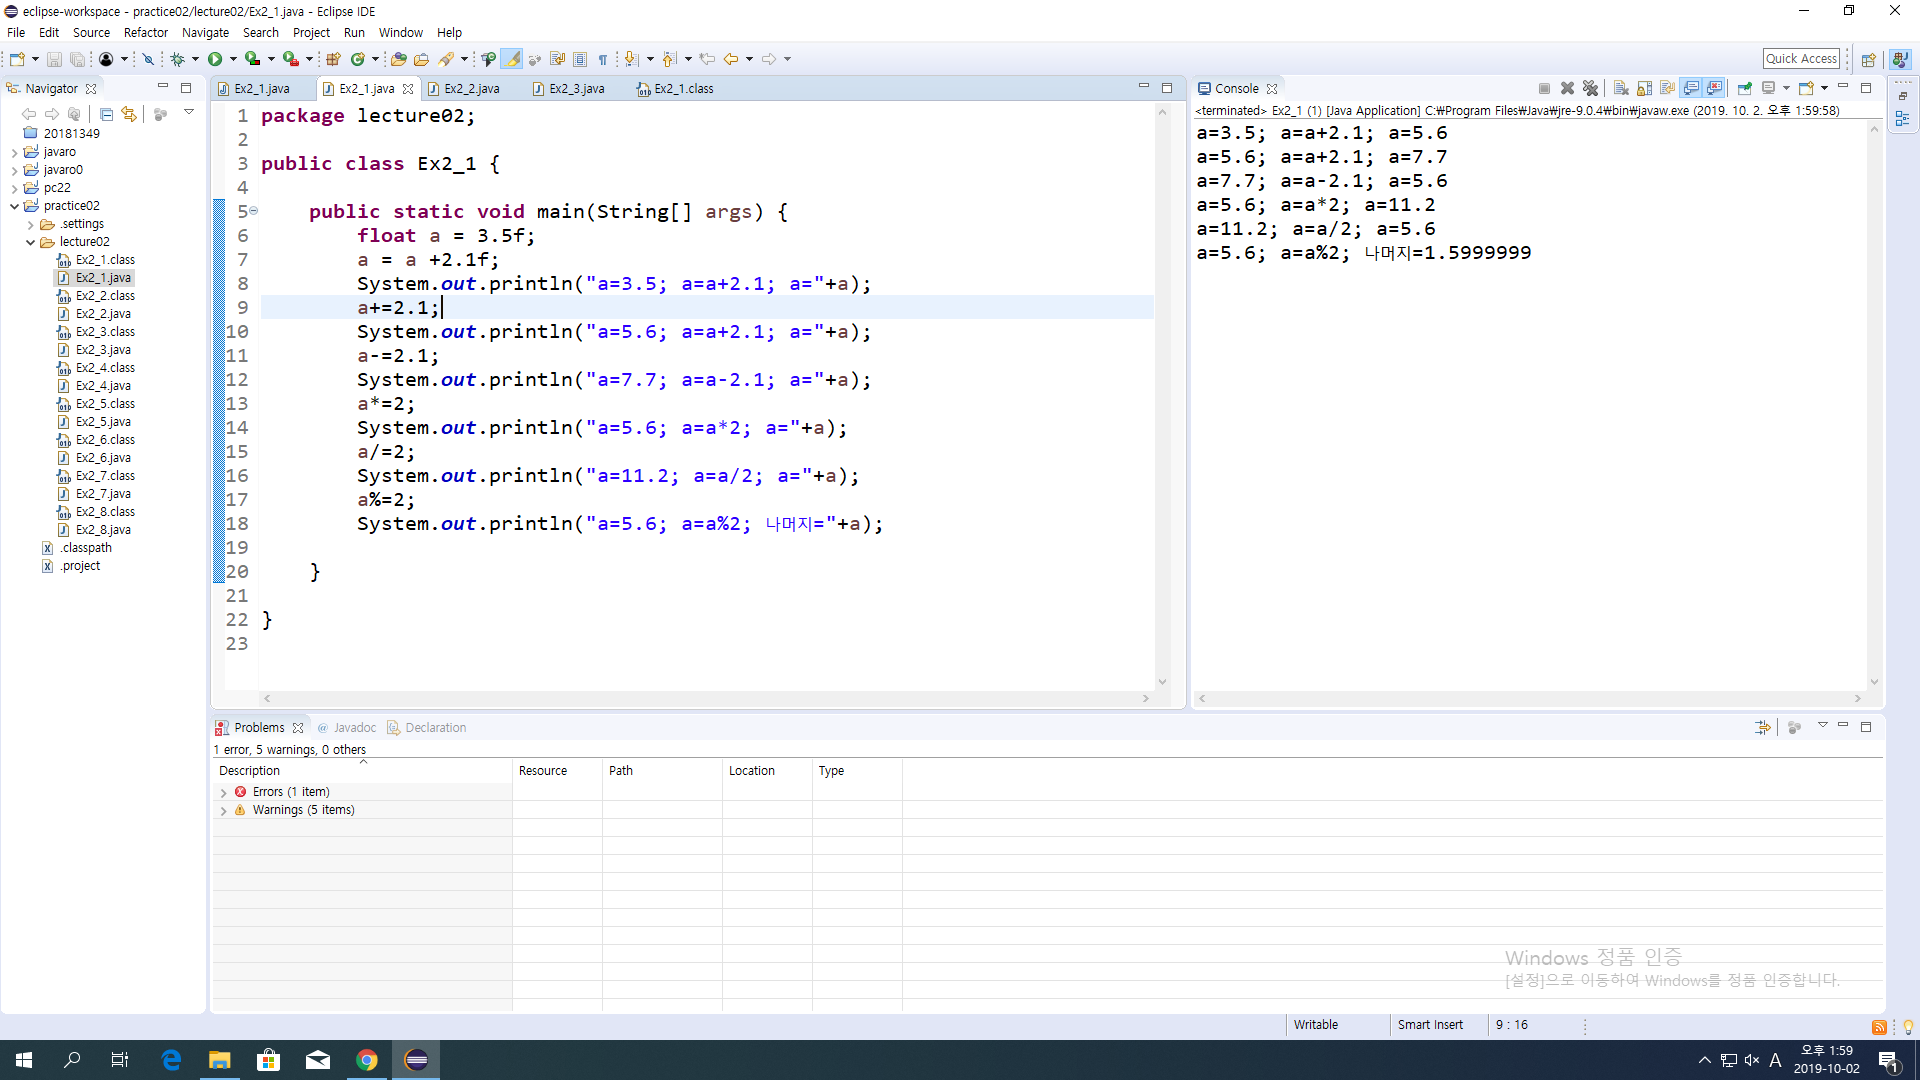 eclipse-workspace - practice02/lecture02/Ex2_1.java - Eclipse IDE
File Edit Source Refactor Navigate Search Project Run Window Help
Quick Access
Navigator
20181349
javaro
javaro0
pc22
practice02
.settings
lecture02
Ex2_1.class
Ex2_1.java
Ex2_2.class
Ex2_2.java
Ex2_3.class
Ex2_3.java
Ex2_4.class
Ex2_4.java
Ex2_5.class
Ex2_5.java
Ex2_6.class
Ex2_6.java
Ex2_7.class
Ex2_7.java
Ex2_8.class
Ex2_8.java
.classpath
.project
Ex2_1.java Ex2_1.java Ex2_2.java Ex2_3.java Ex2_1.class
1 package lecture02;
2
3 public class Ex2_1 {
4
5 public static void main(String[] args) {
6 float a = 3.5f;
7 a = a +2.1f;
8 System.out.println("a=3.5; a=a+2.1; a="+a);
9 a+=2.1;
10 System.out.println("a=5.6; a=a+2.1; a="+a);
11 a-=2.1;
12 System.out.println("a=7.7; a=a-2.1; a="+a);
13 a*=2;
14 System.out.println("a=5.6; a=a*2; a="+a);
15 a/=2;
16 System.out.println("a=11.2; a=a/2; a="+a);
17 a%=2;
18 System.out.println("a=5.6; a=a%2; 나머지="+a);
19
20 }
21
22 }
23
Console
<terminated> Ex2_1 (1) [Java Application] C:₩Program Files₩Java₩jre-9.0.4₩bin₩javaw.exe (2019. 10. 2. 오후 1:59:58)
a=3.5; a=a+2.1; a=5.6
a=5.6; a=a+2.1; a=7.7
a=7.7; a=a-2.1; a=5.6
a=5.6; a=a*2; a=11.2
a=11.2; a=a/2; a=5.6
a=5.6; a=a%2; 나머지=1.5999999
Problems @ Javadoc Declaration
1 error, 5 warnings, 0 others
Description Resource Path Location Type
Errors (1 item)
Warnings (5 items)
Windows 정품 인증
[설정]으로 이동하여 Windows를 정품 인증합니다.
Writable Smart Insert 9 : 16
A
오후 1:59
2019-10-02
1